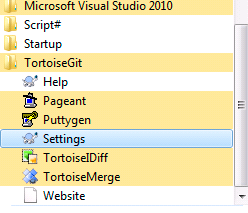 Microsoft Visual Studio 2010
Script#
Startup
TortoiseGit
Help
Pageant
Puttygen
Settings
TortoiseIDiff
TortoiseMerge
Website